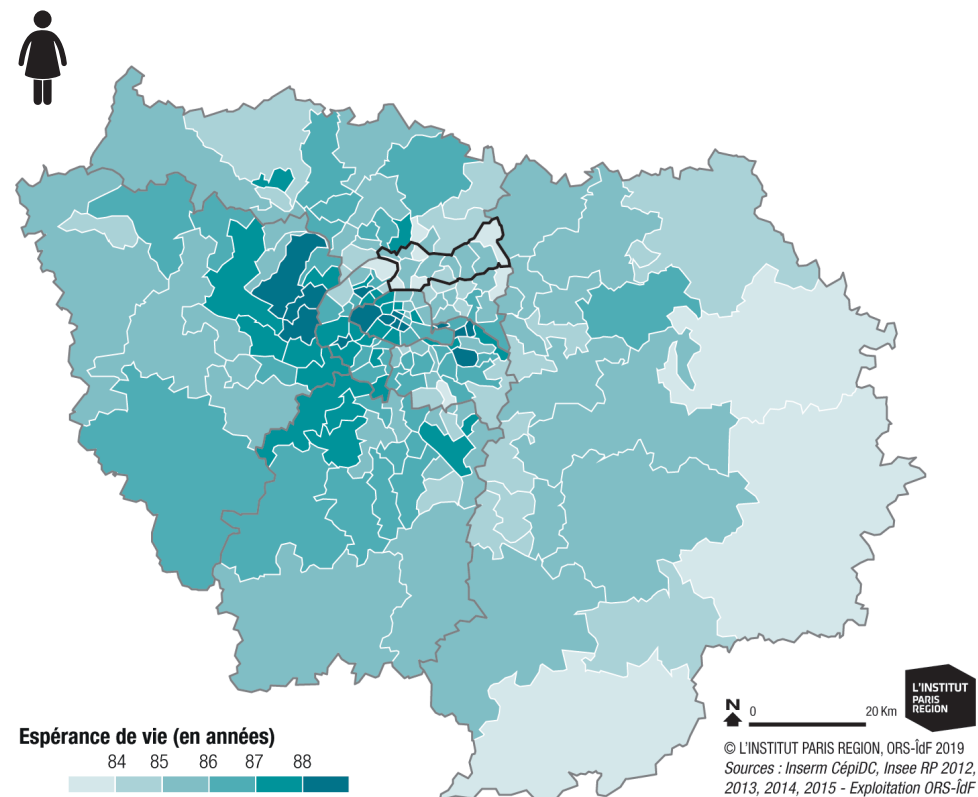 Espérance de vie (en années)
84 85 86 87 88
N
0 20 Km
L'INSTITUT
PARIS
REGION
© L'INSTITUT PARIS REGION, ORS-ÎdF 2019
Sources : Inserm CépiDC, Insee RP 2012,
2013, 2014, 2015 - Exploitation ORS-ÎdF